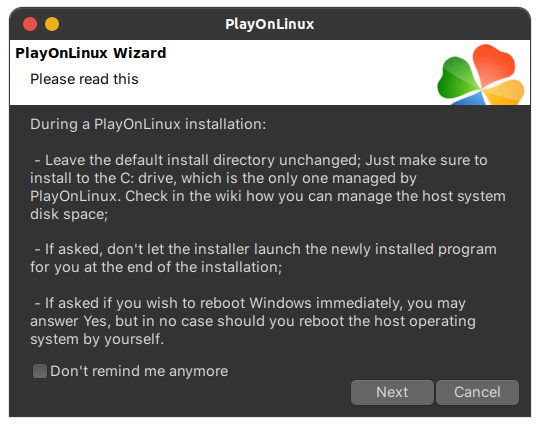 PlayOnLinux
PlayOnLinux Wizard
Please read this
During a PlayOnLinux installation:
- Leave the default install directory unchanged; Just make sure to
install to the C: drive, which is the only one managed by
PlayOnLinux. Check in the wiki how you can manage the host system
disk space;
- If asked, don't let the installer launch the newly installed program
for you at the end of the installation;
- If asked if you wish to reboot Windows immediately, you may
answer Yes, but in no case should you reboot the host operating
system by yourself.
Don't remind me anymore
Next Cancel